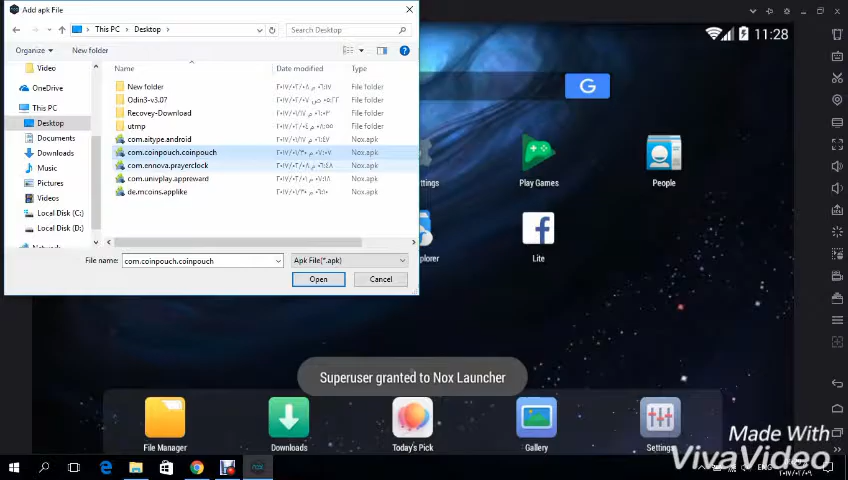 Add apk File
This PC > Desktop >
Search Desktop
Organize
New folder
Name
Date modified
Type
Video
OneDrive
This PC
Desktop
Documents
Downloads
Music
Pictures
Videos
Local Disk (C:)
Local Disk (D:)
New folder
File folder
Odin3-v3.07
File folder
Recovey-Download
File folder
utmp
File folder
com.aitype.android
Nox.apk
com.coinpouch.coinpouch
Nox.apk
com.ennova.prayerclock
Nox.apk
com.univplay.appreward
Nox.apk
de.mcoins.applike
Nox.apk
File name:
com.coinpouch.coinpouch
Apk File(*.apk)
Open
Cancel
11:28
G
Play Games
People
Lite
Superuser granted to Nox Launcher
File Manager
Downloads
Today's Pick
Gallery
Settings
Made With
VivaVideo
ENG